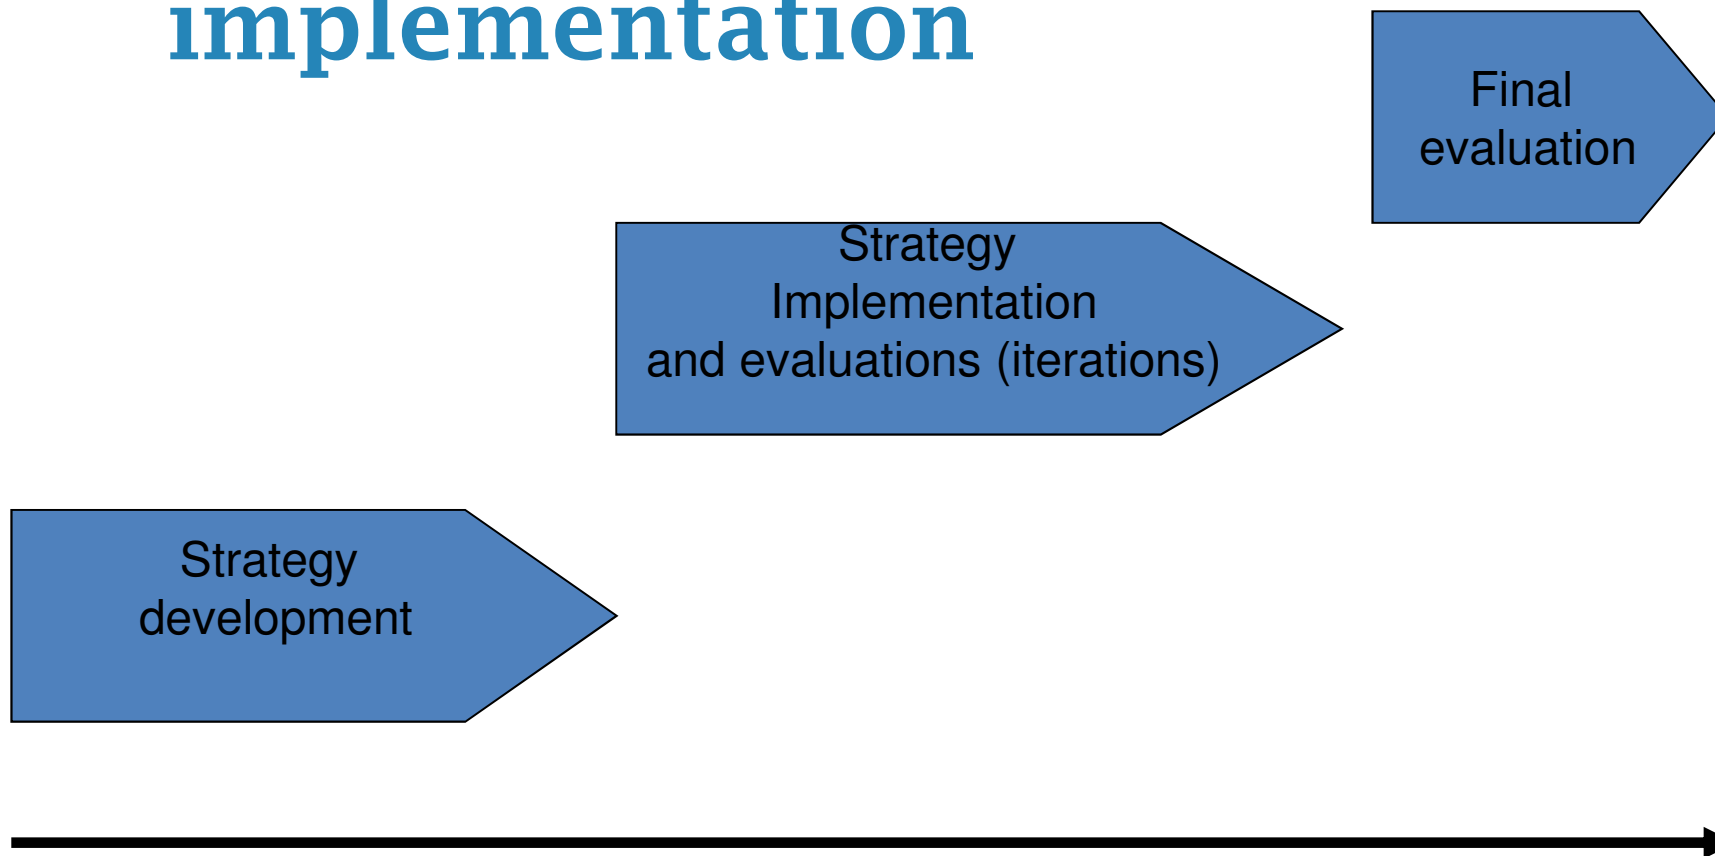 implementation
Final
evaluation
Strategy
Implementation
and evaluations (iterations)
Strategy
development